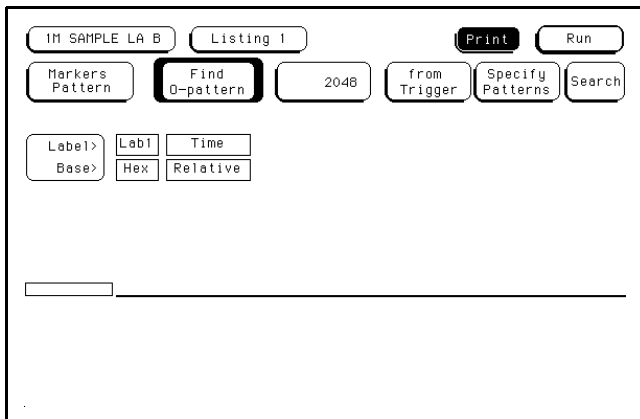 1M SAMPLE LA B Listing 1 Print Run
Markers Pattern
Find O-pattern
2048
from Trigger
Specify Patterns
Search
Label> Lab1 Time
Base> Hex Relative